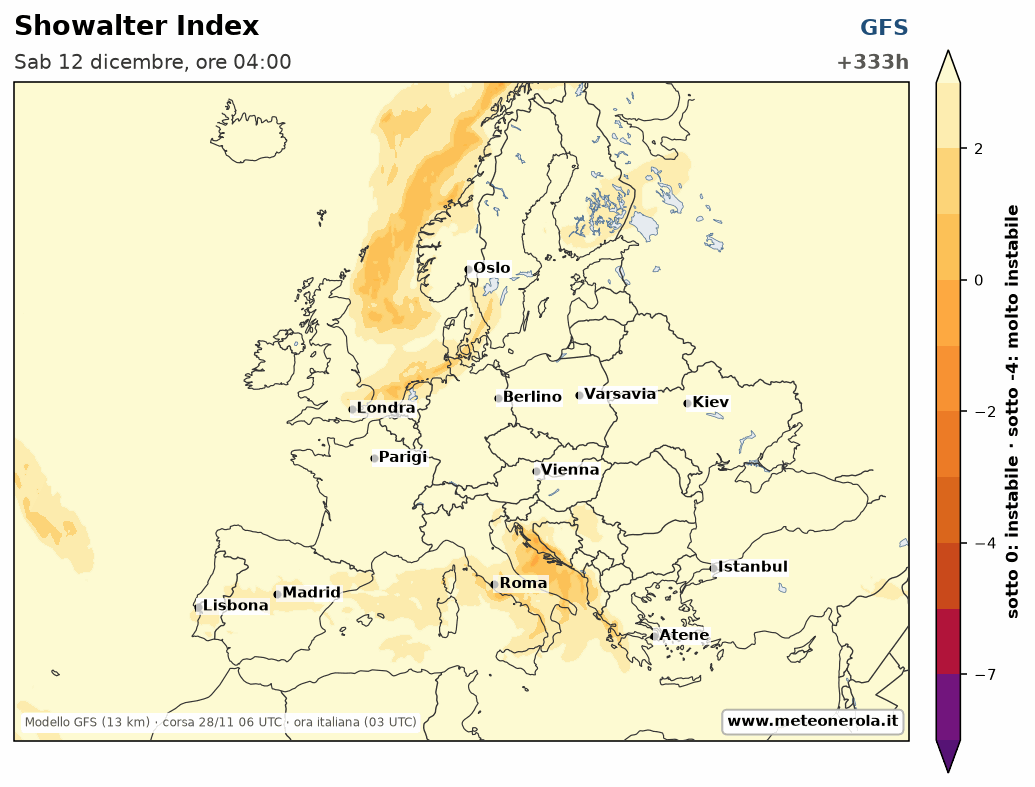 Showalter Index
GFS
Sab 12 dicembre, ore 04:00
+333h
Oslo
Londra
Berlino
Varsavia
Kiev
Parigi
Vienna
Istanbul
Roma
Madrid
Lisbona
Atene
2
0
−2
−4
−7
sotto 0: instabile · sotto -4: molto instabile
Modello GFS (13 km) · corsa 28/11 06 UTC · ora italiana (03 UTC)
www.meteonerola.it